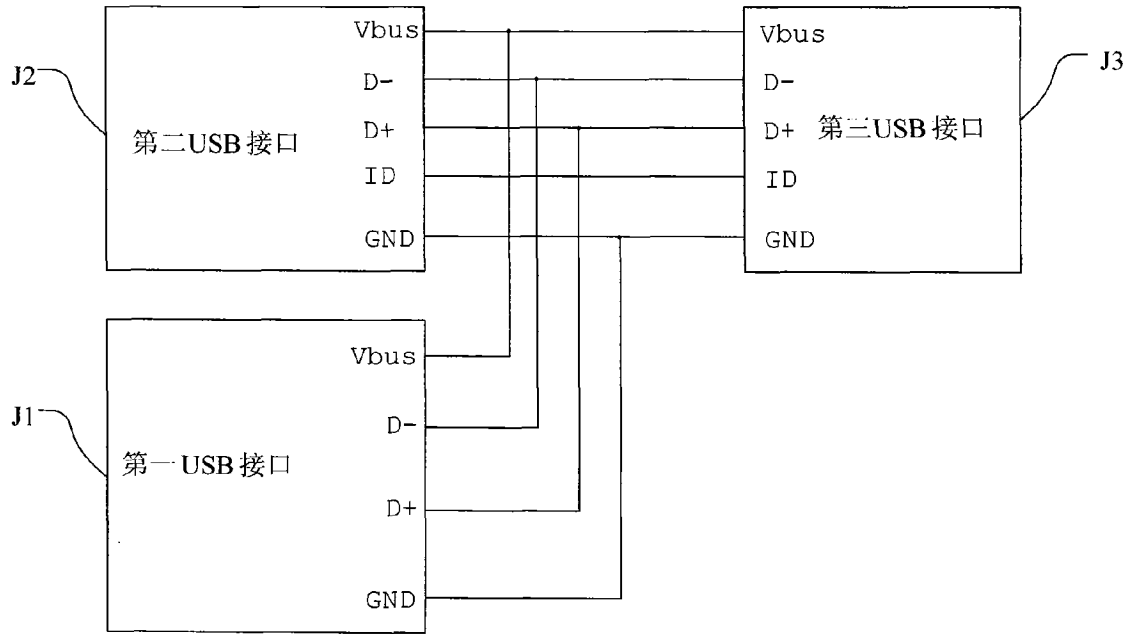 J2
第二USB接口
Vbus
D-
D+
ID
GND
Vbus
D-
D+
ID
GND
第三USB接口
J3
J1
第一USB接口
Vbus
D-
D+
GND